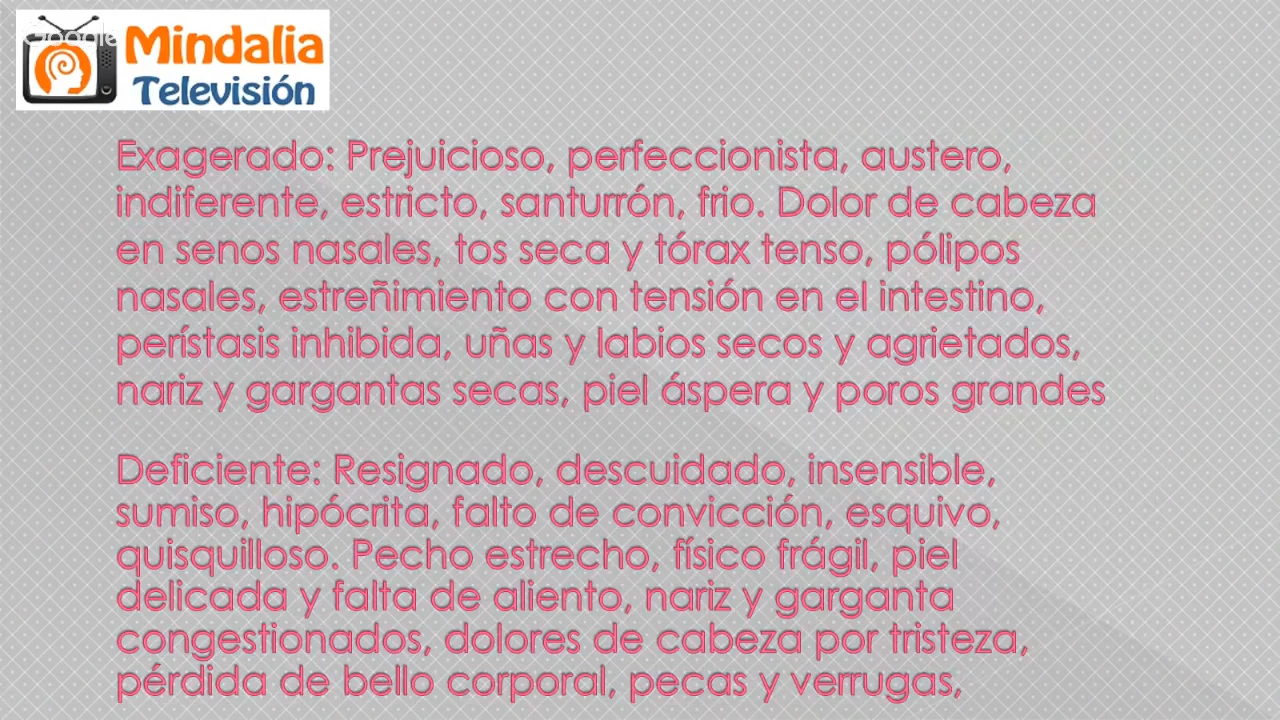 Google
Mindalia
Televisión
Exagerado: Prejuicioso, perfeccionista, austero,
indiferente, estricto, santurrón, frio. Dolor de cabeza
en senos nasales, tos seca y tórax tenso, pólipos
nasales, estreñimiento con tensión en el intestino,
perístasis inhibida, uñas y labios secos y agrietados,
nariz y gargantas secas, piel áspera y poros grandes
Deficiente: Resignado, descuidado, insensible,
sumiso, hipócrita, falto de convicción, esquivo,
quisquilloso. Pecho estrecho, físico frágil, piel
delicada y falta de aliento, nariz y garganta
congestionados, dolores de cabeza por tristeza,
pérdida de bello corporal, pecas y verrugas,